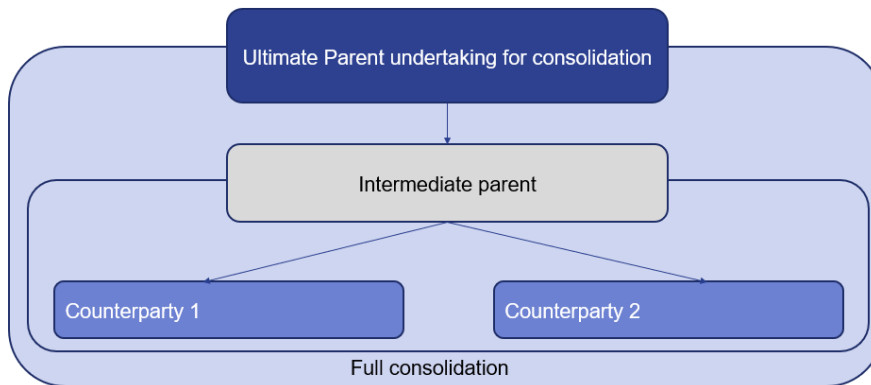 Ultimate Parent undertaking for consolidation
Intermediate parent
Counterparty 1
Counterparty 2
Full consolidation